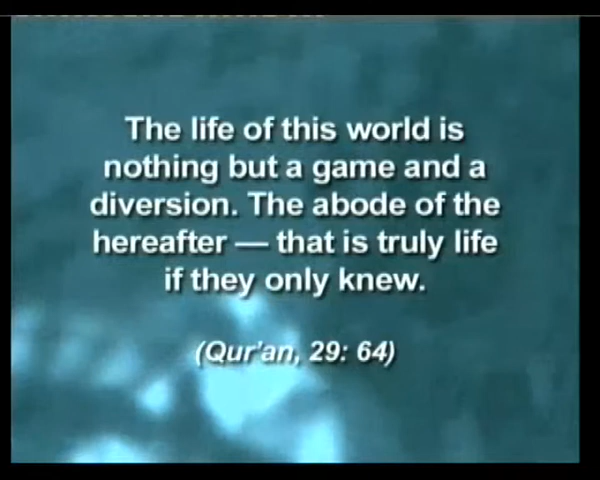 The life of this world is
nothing but a game and a
diversion. The abode of the
hereafter — that is truly life
if they only knew.
(Qur'an, 29: 64)